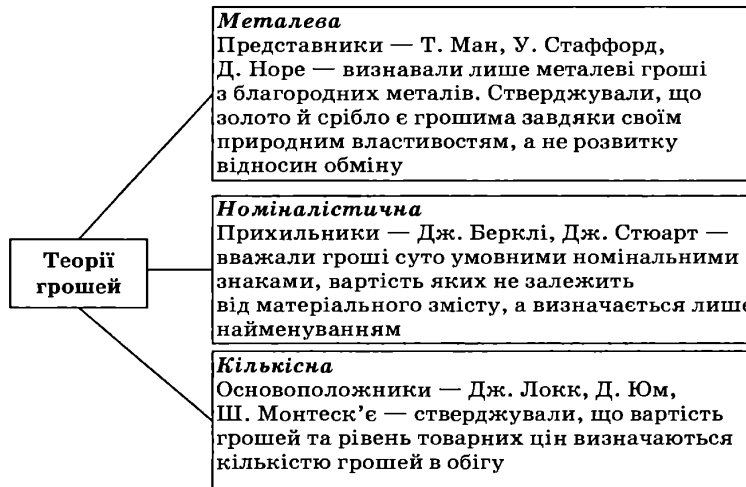 Металева
Представники — Т. Ман, У. Стаффорд,
Д. Норе — визнавали лише металеві гроші
з благородних металів. Стверджували, що
золото й срібло є грошима завдяки своїм
природним властивостям, а не розвитку
відносин обміну
Теорії
грошей
Номіналістична
Прихильники — Дж. Берклі, Дж. Стюарт —
вважали гроші суто умовними номінальними
знаками, вартість яких не залежить
від матеріального змісту, а визначається лише
найменуванням
Кількісна
Основоположники — Дж. Локк, Д. Юм,
Ш. Монтеск’є — стверджували, що вартість
грошей та рівень товарних цін визначаються
кількістю грошей в обігу